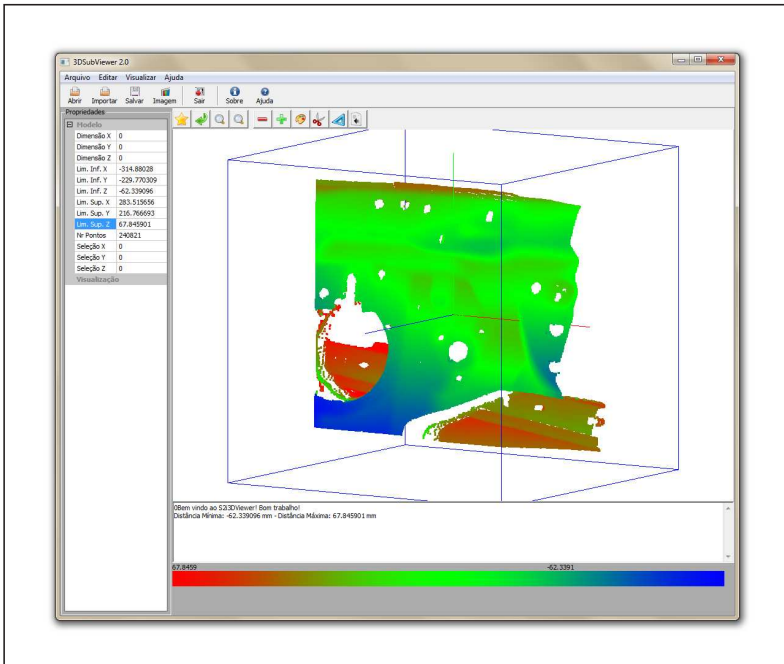 3DSubViewer 2.0
Arquivo Editar Visualizar Ajuda
Abrir Importar Salvar Imagem Sair Sobre Ajuda
Propriedades
Modelo
Dimensão X 0
Dimensão Y 0
Dimensão Z 0
Lim. Inf. X -314.88028
Lim. Inf. Y -229.770309
Lim. Inf. Z -62.339096
Lim. Sup. X 283.515656
Lim. Sup. Y 216.766693
Lim. Sup. Z 67.845901
Nr Pontos 240821
Seleção X 0
Seleção Y 0
Seleção Z 0
Visualização
0Bem vindo ao S2i3DViewer! Bom trabalho!
Distância Mínima: -62.339096 mm - Distância Máxima: 67.845901 mm
67.8459 -62.3391